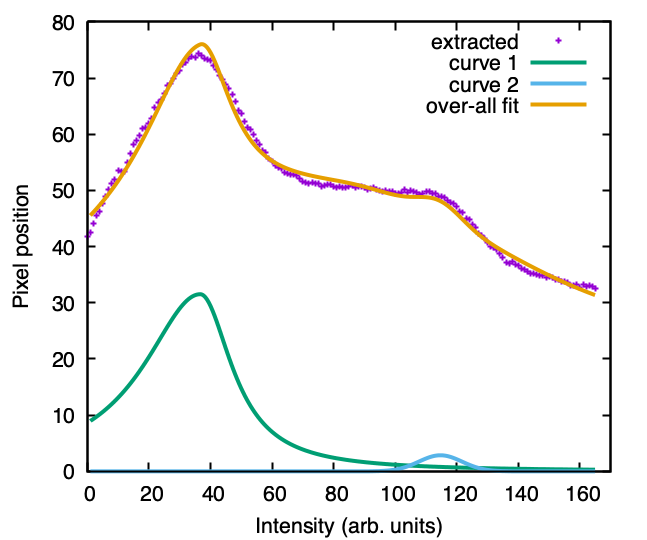 80
70
60
50
40
30
20
10
0
Pixel position
extracted
curve 1
curve 2
over-all fit
0 20 40 60 80 100 120 140 160
Intensity (arb. units)